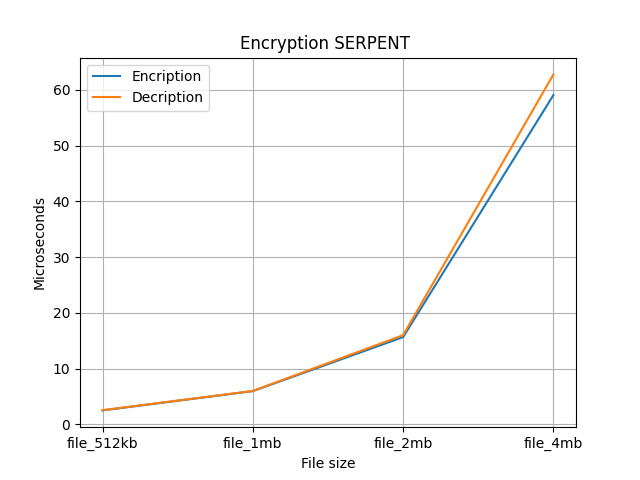 Encryption SERPENT
Encription
Decription
Microseconds
60
50
40
30
20
10
0
file_512kb
file_1mb
file_2mb
file_4mb
File size